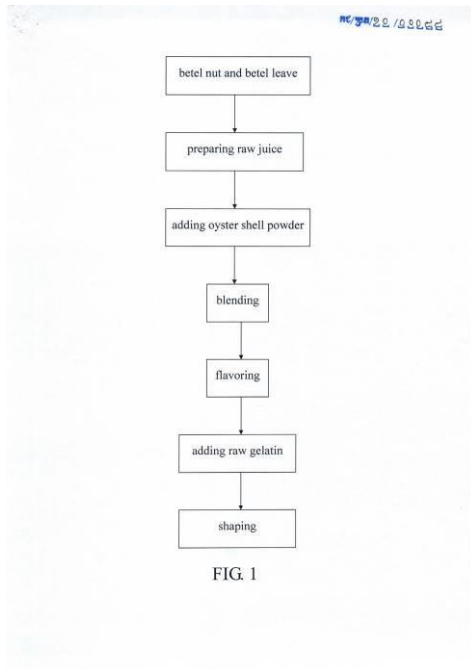 betel nut and betel leave
preparing raw juice
adding oyster shell powder
blending
flavoring
adding raw gelatin
shaping
FIG. 1